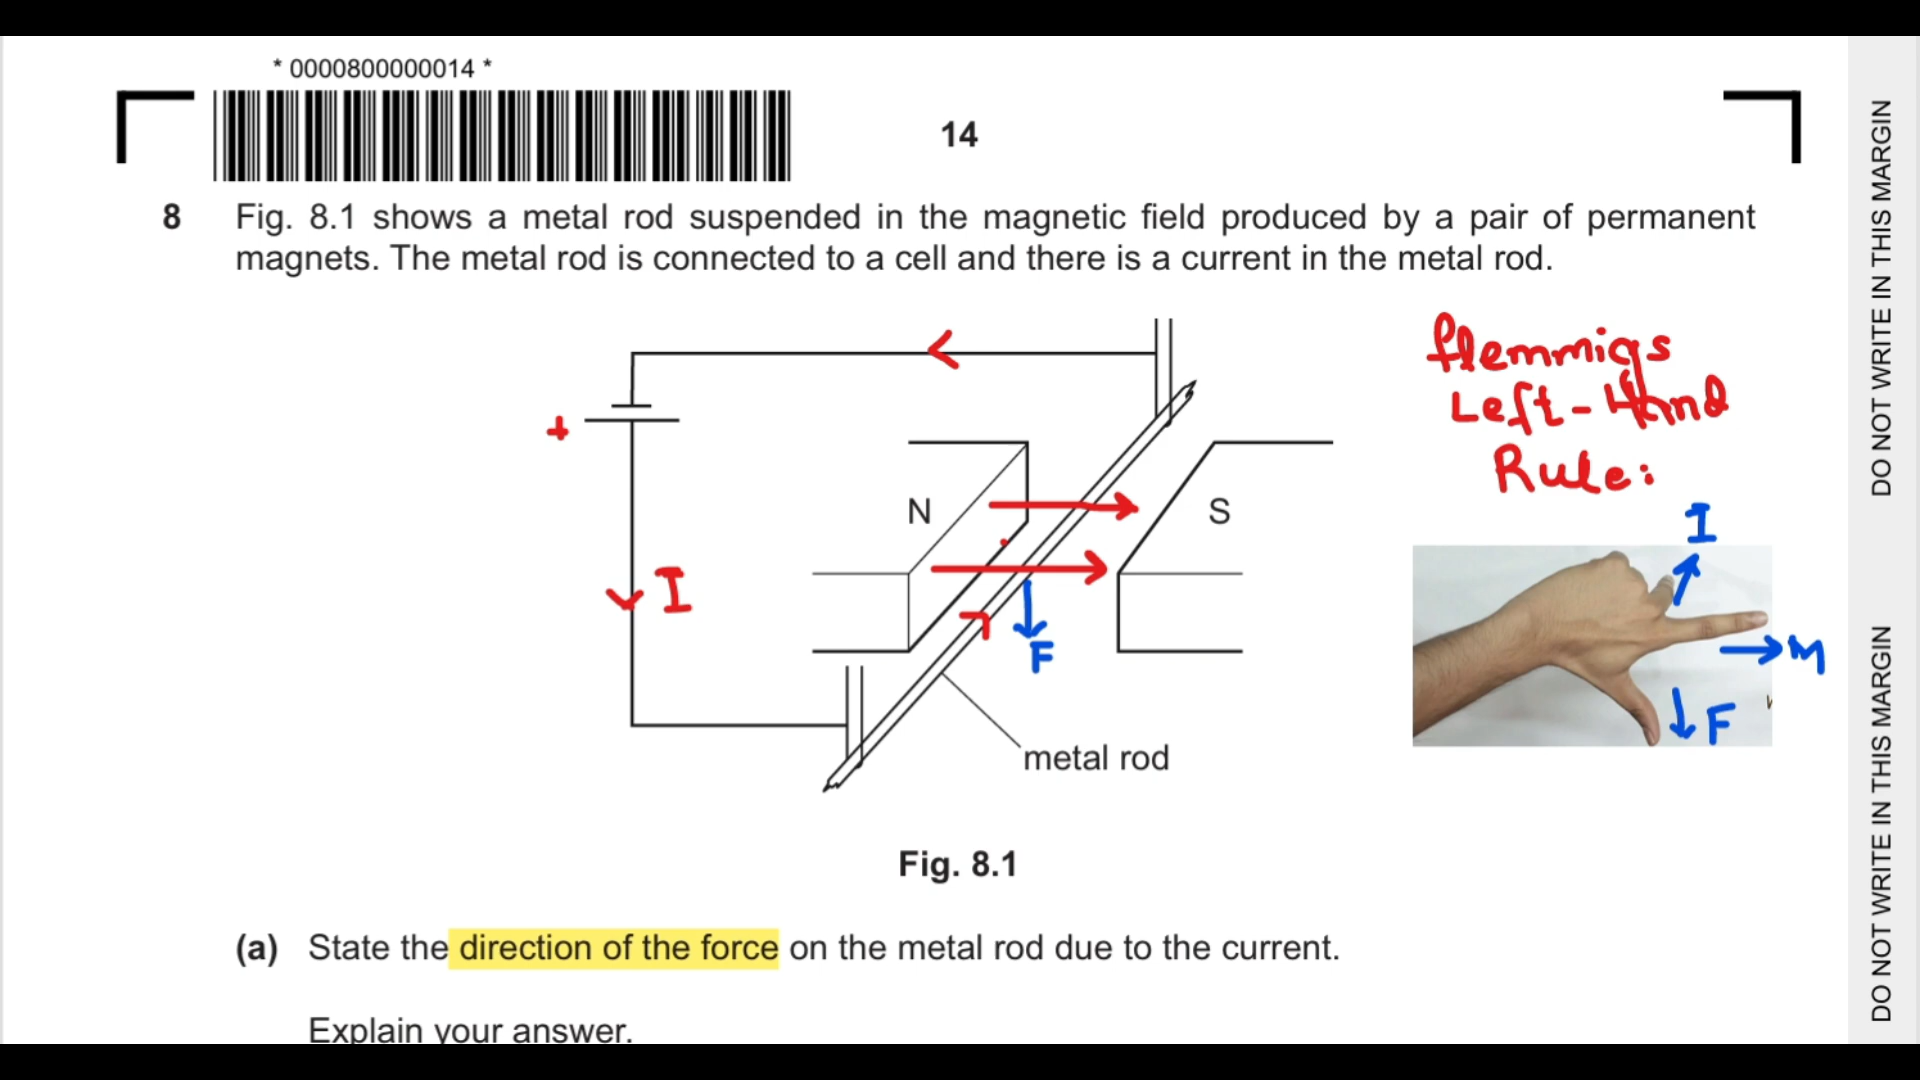 * 0000800000014 *
14
DO NOT WRITE IN THIS MARGIN
8 Fig. 8.1 shows a metal rod suspended in the magnetic field produced by a pair of permanent
magnets. The metal rod is connected to a cell and there is a current in the metal rod.
flemmigs
Left-Hand
Rule:
+
N
S
I
I
F
M
F
metal rod
Fig. 8.1
DO NOT WRITE IN THIS MARGIN
(a) State the direction of the force on the metal rod due to the current.
Explain your answer.